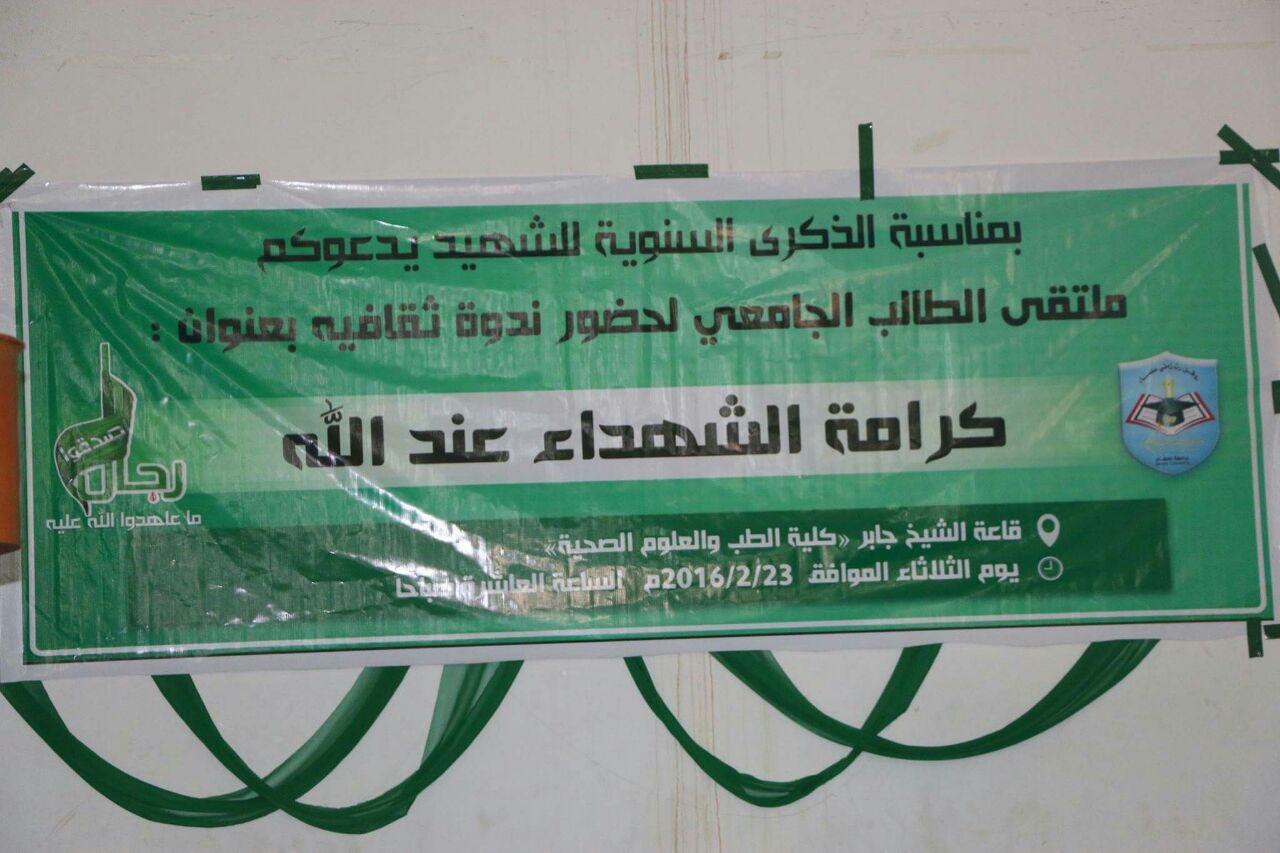 بمناسبة الذكرى السنوية للشهيد يدعوكم
ملتقى الطالب الجامعي لحضور ندوة ثقافيه بعنوان :
كرامة الشهداء عند الله
رجال
صدقوا
ما عاهدوا الله عليه
قاعة الشيخ جابر «كلية الطب والعلوم الصحية»
يوم الثلاثاء الموافق 2016/2/23م الساعة العاشرة صباحا